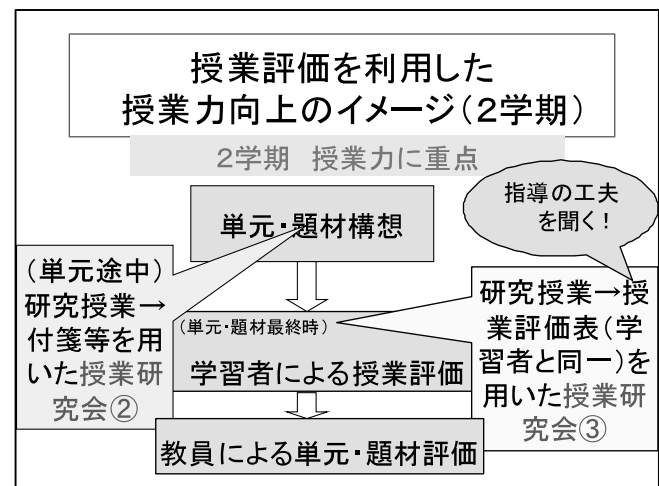 授業評価を利用した
授業力向上のイメージ（２学期）
２学期　授業力に重点
単元・題材構想
指導の工夫
を聞く！
（単元途中）
研究授業→
付箋等を用
いた授業研
究会②
（単元・題材最終時）
学習者による授業評価
研究授業→授
業評価表（学
習者と同一）を
用いた授業研
究会③
教員による単元・題材評価